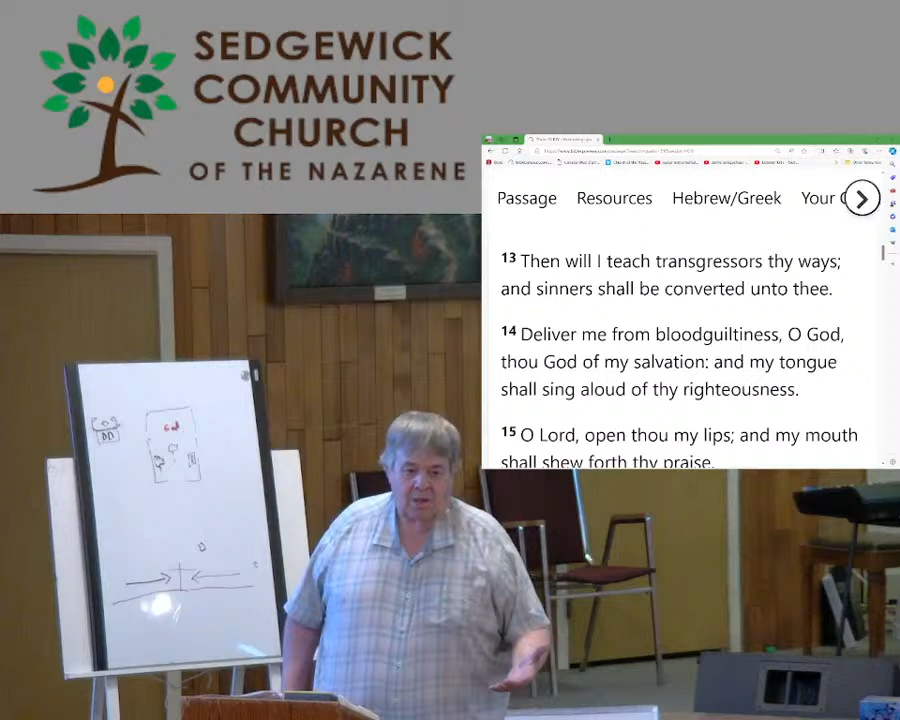 SEDGEWICK
COMMUNITY
CHURCH
OF THE NAZARENE
Passage Resources Hebrew/Greek Your
13 Then will I teach transgressors thy ways;
and sinners shall be converted unto thee.
14 Deliver me from bloodguiltiness, O God,
thou God of my salvation: and my tongue
shall sing aloud of thy righteousness.
15 O Lord, open thou my lips; and my mouth
shall shew forth thy praise.
God